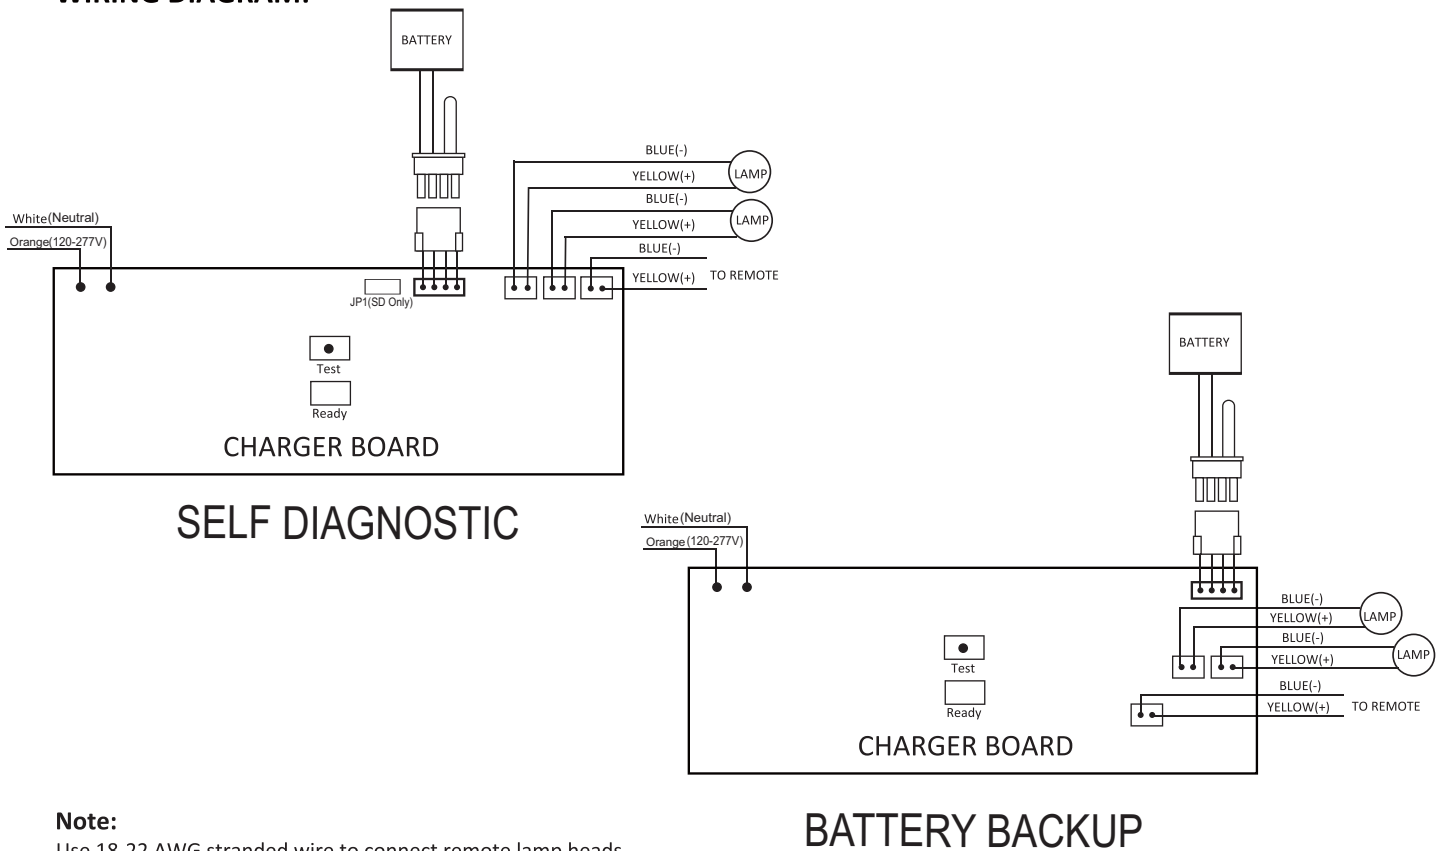 WIRING DIAGRAM:
BATTERY
BLUE(-)
YELLOW(+)
LAMP
BLUE(-)
YELLOW(+)
LAMP
BLUE(-)
YELLOW(+)
TO REMOTE
White(Neutral)
Orange(120-277V)
JP1(SD Only)
Test
Ready
CHARGER BOARD
SELF DIAGNOSTIC
BATTERY
White(Neutral)
Orange(120-277V)
BLUE(-)
YELLOW(+)
LAMP
BLUE(-)
YELLOW(+)
LAMP
BLUE(-)
YELLOW(+)
TO REMOTE
Test
Ready
CHARGER BOARD
BATTERY BACKUP
Note:
Use 18-22 AWG stranded wire to connect remote lamp heads